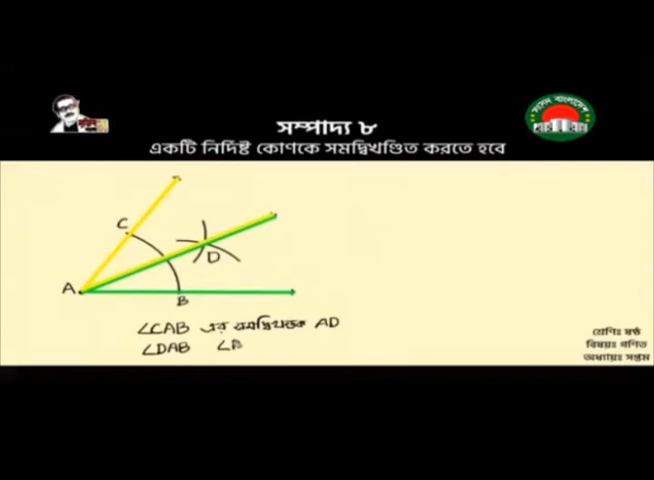 সম্পাদ্য ৮
একটি নির্দিষ্ট কোণকে সমদ্বিখণ্ডিত করতে হবে
C
D
A
B
∠CAB এর সমদ্বিখন্ডক AD
∠DAB ∠B
শ্রেণিঃ ষষ্ঠ
বিষয়ঃ গণিত
অধ্যায়ঃ সপ্তম